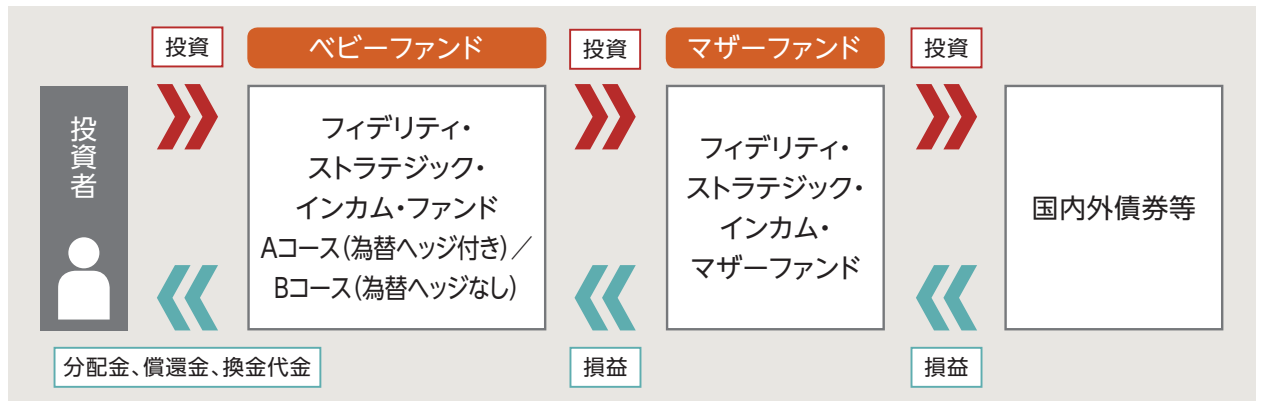 投資
ベビーファンド
投資
マザーファンド
投資
投資者
フィデリティ・
ストラテジック・
インカム・ファンド
Aコース(為替ヘッジ付き)／
Bコース(為替ヘッジなし)
フィデリティ・
ストラテジック・
インカム・
マザーファンド
国内外債券等
分配金、償還金、換金代金
損益
損益